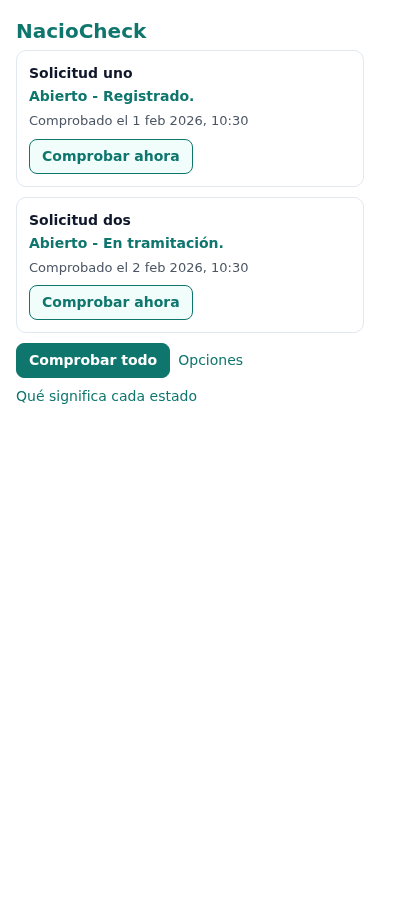 NacioCheck
Solicitud uno
Abierto - Registrado.
Comprobado el 1 feb 2026, 10:30
Comprobar ahora
Solicitud dos
Abierto - En tramitación.
Comprobado el 2 feb 2026, 10:30
Comprobar ahora
Comprobar todo Opciones
Qué significa cada estado